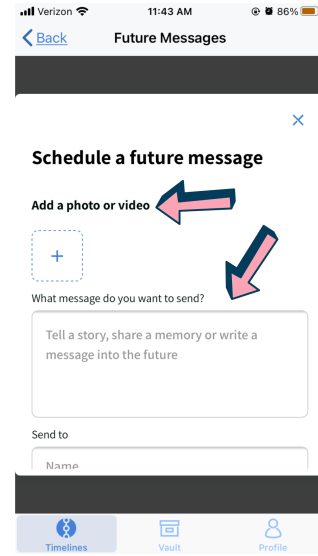 Verizon 11:43 AM 86%
Back Future Messages
Schedule a future message
Add a photo or video
What message do you want to send?
Tell a story, share a memory or write a
message into the future
Send to
Name
Timelines Vault Profile